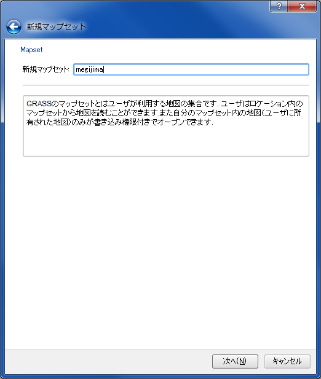 新規マップセット
Mapset
新規マップセット: meijiina
GRASSのマップセットとはユーザが利用する地図の集合です. ユーザはロケーション内の
マップセットから地図を読むことができますまた自分のマップセット内の地図(ユーザに所
有された地図)のみが書き込み権限付きでオープンできます.
次へ(N)
キャンセル